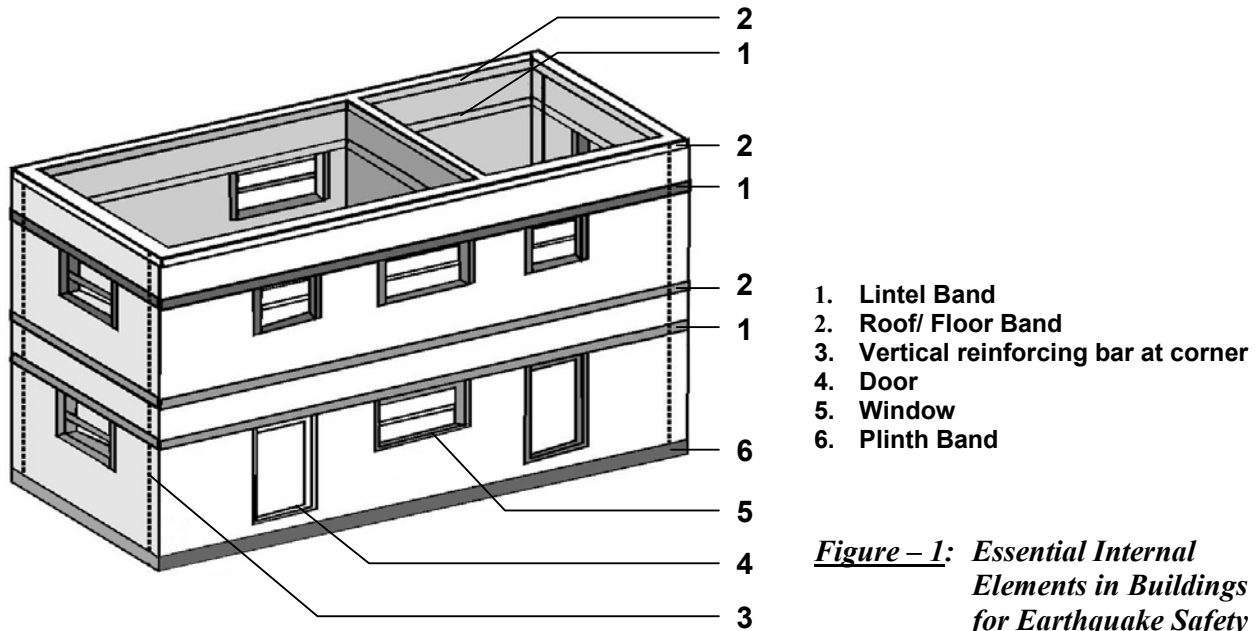 2
1
2
1
2
1
6
5
4
3
1. Lintel Band
2. Roof/ Floor Band
3. Vertical reinforcing bar at corner
4. Door
5. Window
6. Plinth Band
Figure – 1: Essential Internal
Elements in Buildings
for Earthquake Safety